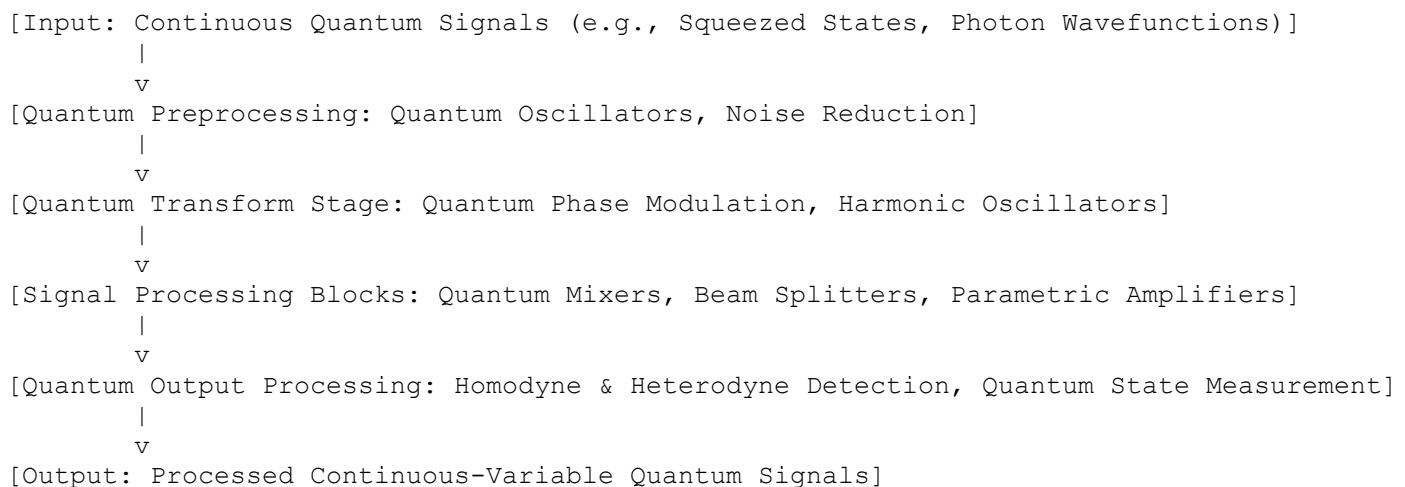 [Input: Continuous Quantum Signals (e.g., Squeezed States, Photon Wavefunctions)]
|
v
[Quantum Preprocessing: Quantum Oscillators, Noise Reduction]
|
v
[Quantum Transform Stage: Quantum Phase Modulation, Harmonic Oscillators]
|
v
[Signal Processing Blocks: Quantum Mixers, Beam Splitters, Parametric Amplifiers]
|
v
[Quantum Output Processing: Homodyne & Heterodyne Detection, Quantum State Measurement]
|
v
[Output: Processed Continuous-Variable Quantum Signals]